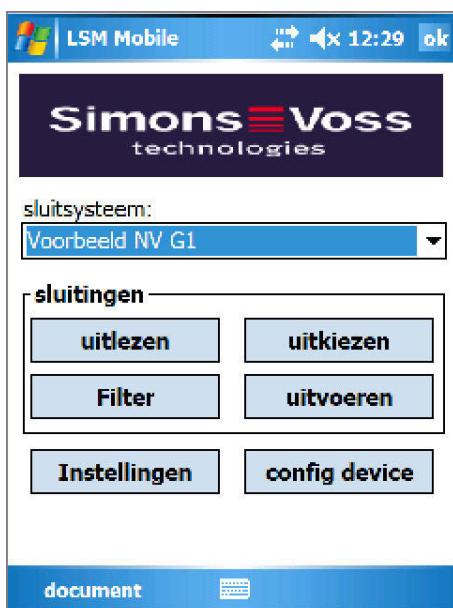 LSM Mobile 12:29 ok
Simons Voss
technologies
sluitsysteem:
Voorbeeld NV G1
sluitingen
uitlezen uitkiezen
Filter uitvoeren
Instellingen config device
document